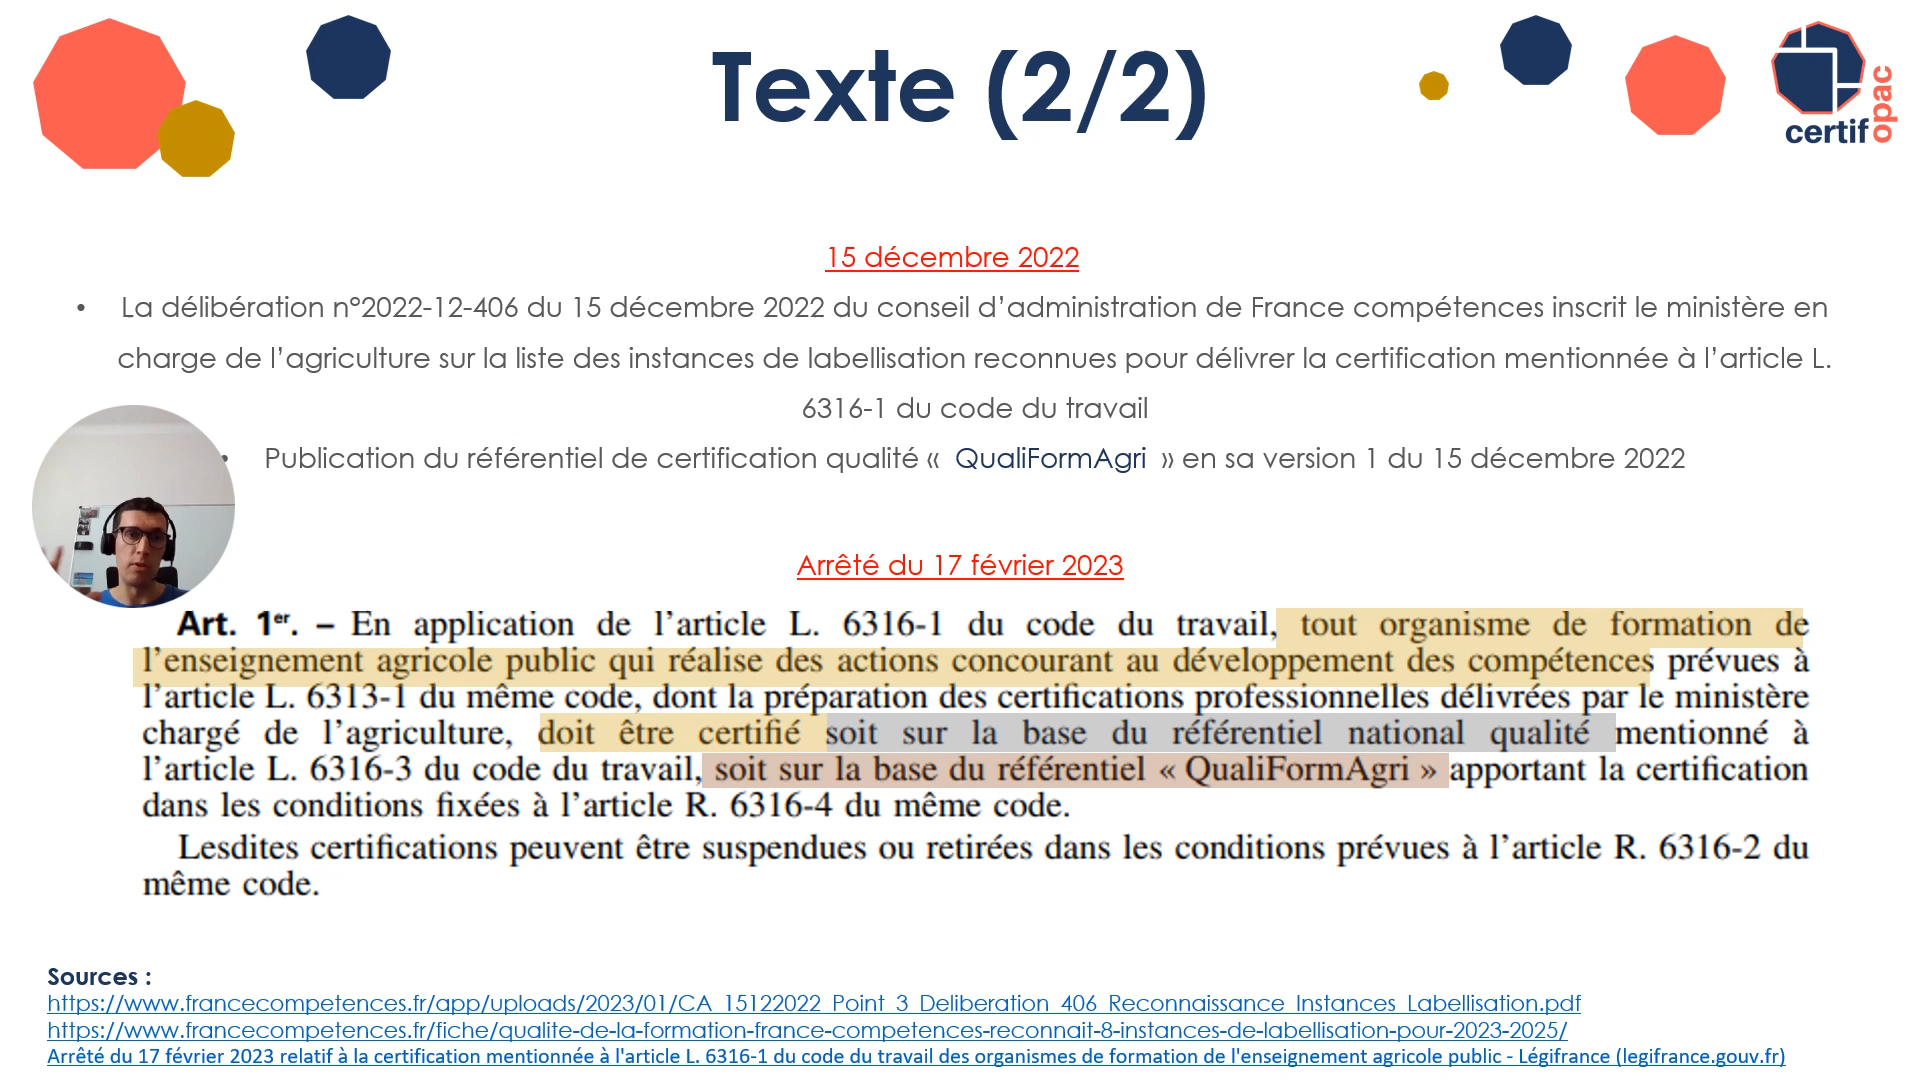 Texte (2/2)
certif
opac
15 décembre 2022
• La délibération n°2022-12-406 du 15 décembre 2022 du conseil d’administration de France compétences inscrit le ministère en
charge de l’agriculture sur la liste des instances de labellisation reconnues pour délivrer la certification mentionnée à l’article L.
6316-1 du code du travail
• Publication du référentiel de certification qualité « QualiFormAgri » en sa version 1 du 15 décembre 2022
Arrêté du 17 février 2023
Art. 1er. – En application de l’article L. 6316-1 du code du travail, tout organisme de formation de
l’enseignement agricole public qui réalise des actions concourant au développement des compétences prévues à
l’article L. 6313-1 du même code, dont la préparation des certifications professionnelles délivrées par le ministère
chargé de l’agriculture, doit être certifié soit sur la base du référentiel national qualité mentionné à
l’article L. 6316-3 du code du travail, soit sur la base du référentiel « QualiFormAgri » apportant la certification
dans les conditions fixées à l’article R. 6316-4 du même code.
Lesdites certifications peuvent être suspendues ou retirées dans les conditions prévues à l’article R. 6316-2 du
même code.
Sources :
https://www.francecompetences.fr/app/uploads/2023/01/CA_15122022_Point_3_Deliberation_406_Reconnaissance_Instances_Labellisation.pdf
https://www.francecompetences.fr/fiche/qualite-de-la-formation-france-competences-reconnait-8-instances-de-labellisation-pour-2023-2025/
Arrêté du 17 février 2023 relatif à la certification mentionnée à l'article L. 6316-1 du code du travail des organismes de formation de l'enseignement agricole public - Légifrance (legifrance.gouv.fr)